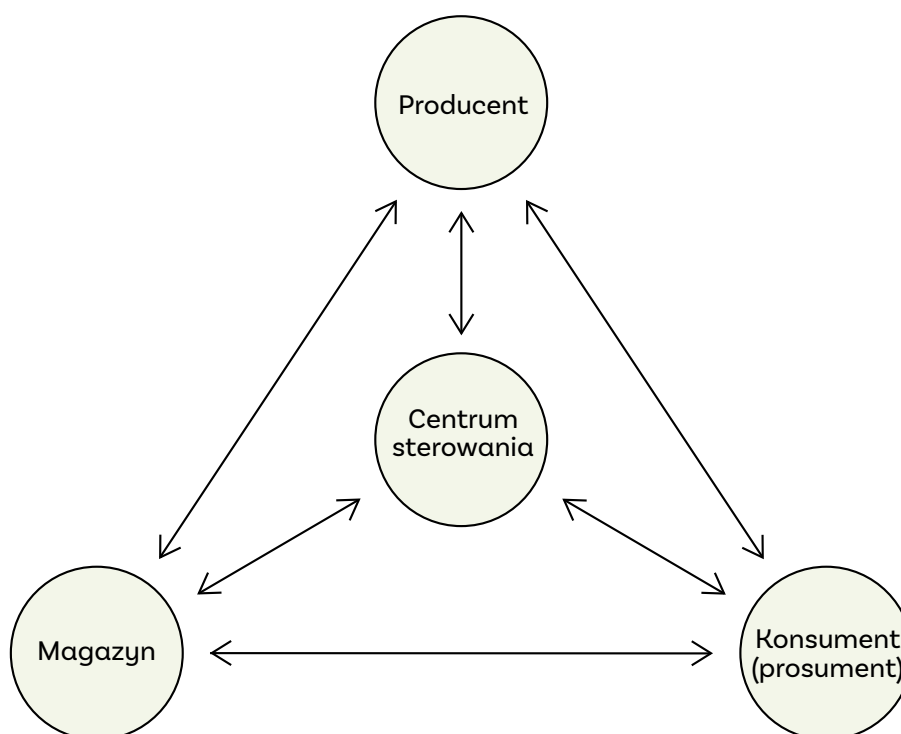 Producent
Centrum
sterowania
Magazyn
Konsument
(prosument)